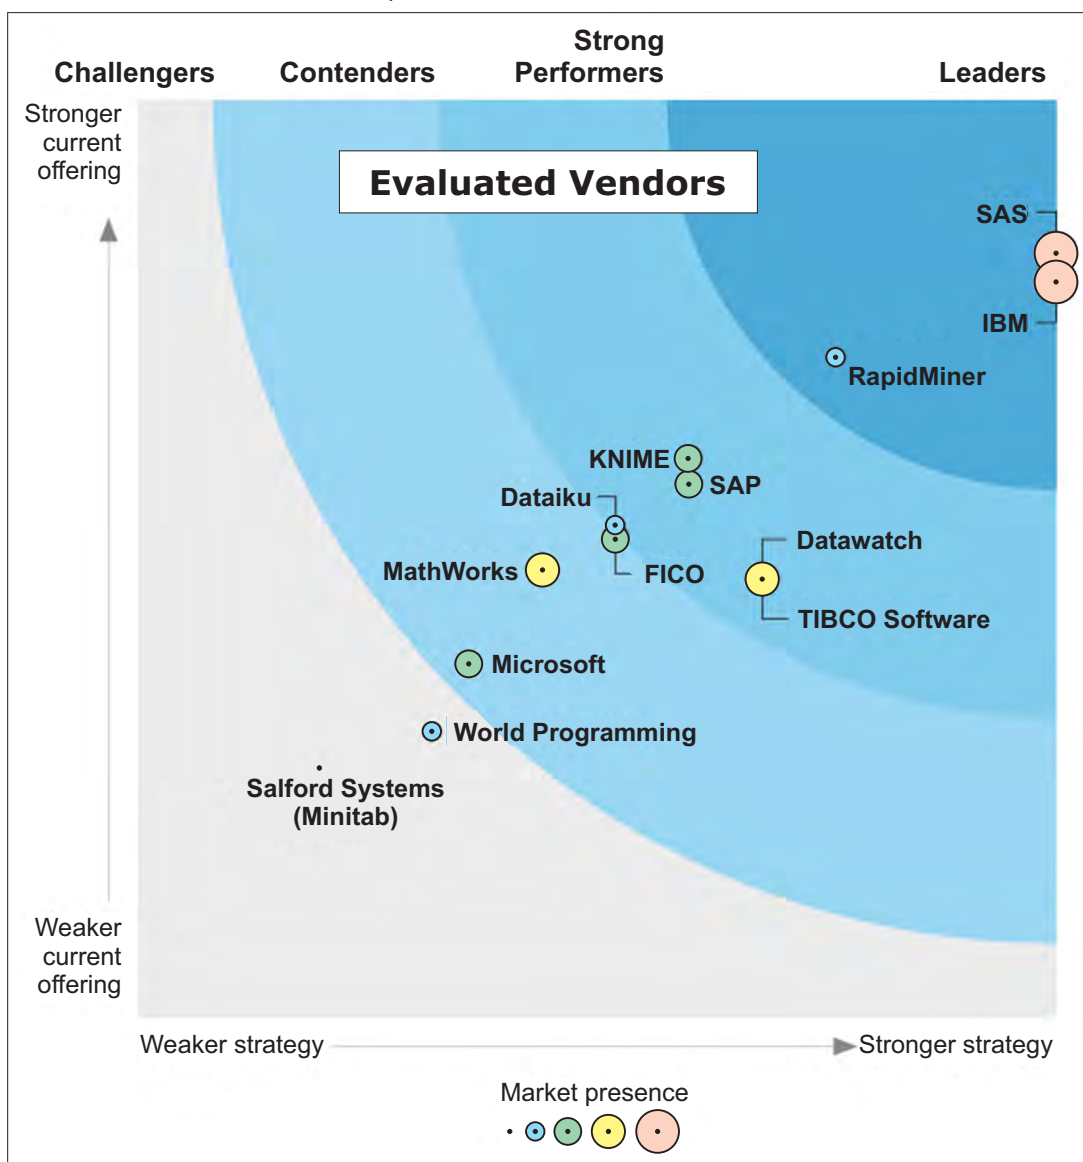 Challengers
Contenders
Strong
Performers
Leaders
Stronger
current
offering
Evaluated Vendors
SAS
IBM
RapidMiner
KNIME
SAP
Dataiku
Datawatch
MathWorks
FICO
TIBCO Software
Microsoft
World Programming
Salford Systems
(Minitab)
Weaker
current
offering
Weaker strategy
Stronger strategy
Market presence